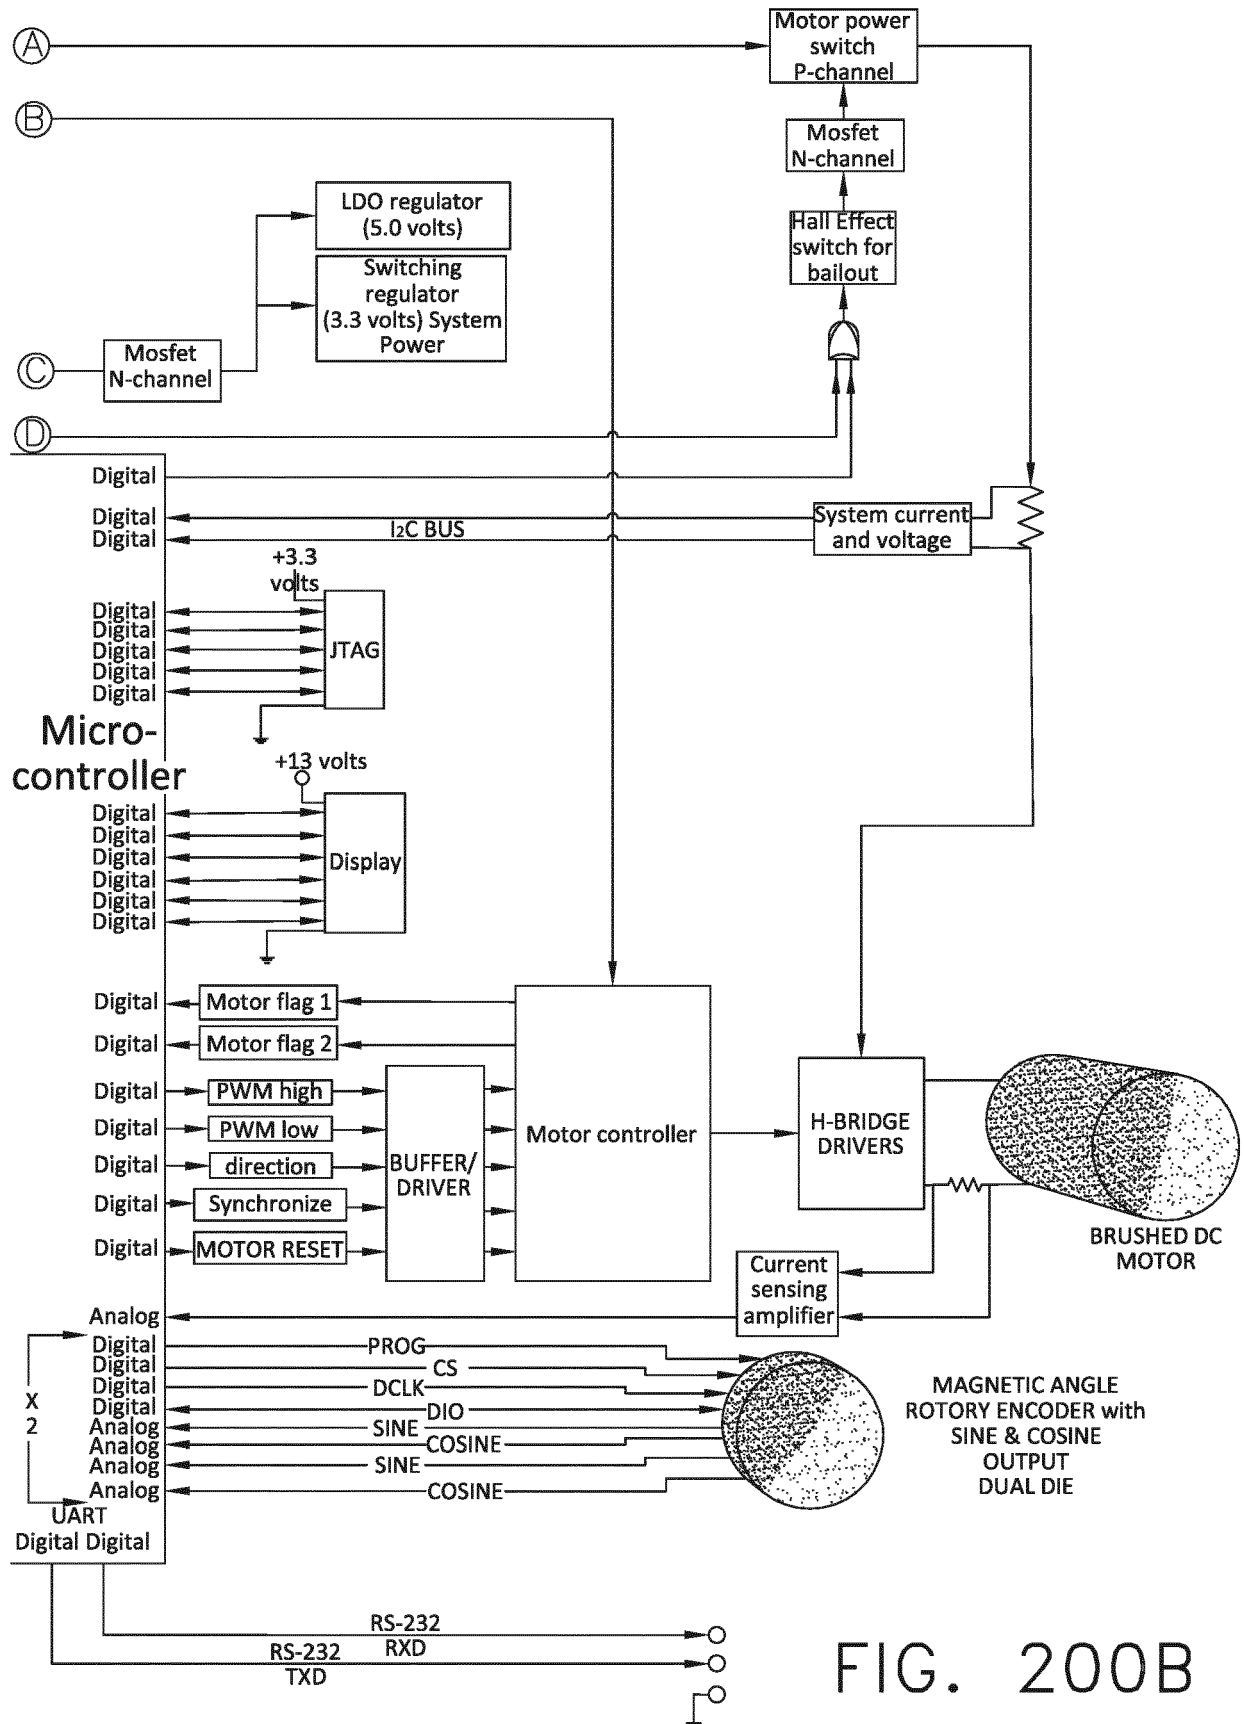 A
Motor power
switch
P-channel
B
Mosfet
N-channel
LDO regulator
(5.0 volts)
Hall Effect
switch for
bailout
Switching
regulator
(3.3 volts) System
Power
C
Mosfet
N-channel
D
Digital
Digital
Digital
I2C BUS
System current
and voltage
+3.3
volts
Digital
Digital
Digital
Digital
Digital
JTAG
Micro-
controller
+13 volts
Digital
Digital
Digital
Digital
Digital
Digital
Display
Digital
Motor flag 1
Digital
Motor flag 2
Digital
PWM high
Digital
PWM low
Digital
direction
Digital
Synchronize
Digital
MOTOR RESET
BUFFER/
DRIVER
Motor controller
H-BRIDGE
DRIVERS
BRUSHED DC
MOTOR
Current
sensing
amplifier
Analog
Digital
PROG
Digital
CS
Digital
DCLK
Digital
DIO
Analog
SINE
Analog
COSINE
Analog
SINE
Analog
COSINE
X
2
MAGNETIC ANGLE
ROTORY ENCODER with
SINE & COSINE
OUTPUT
DUAL DIE
UART
Digital Digital
RS-232
RXD
RS-232
TXD
FIG. 200B